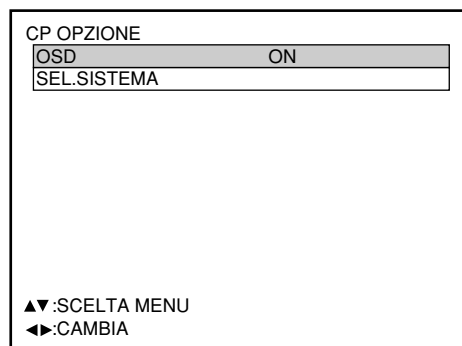 CP OPZIONE
OSD ON
SEL.SISTEMA
▲▼:SCELTA MENU
◄►:CAMBIA